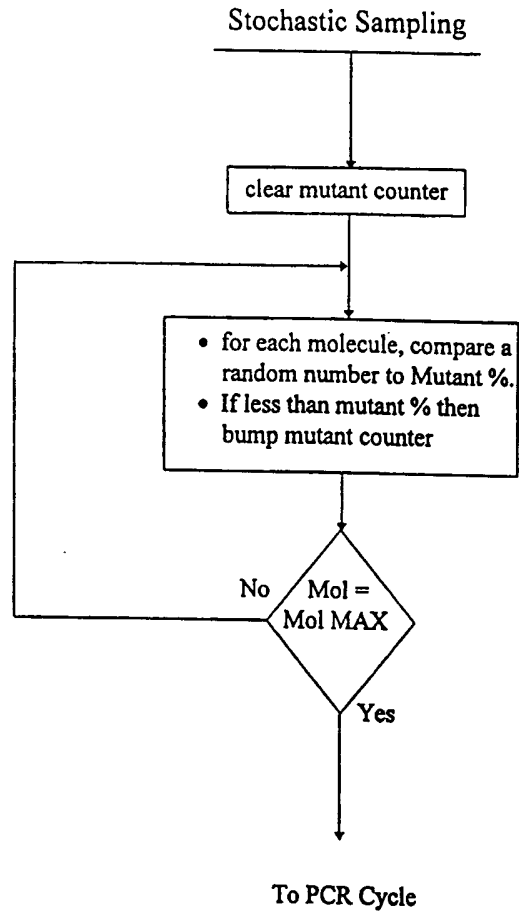 Stochastic Sampling
clear mutant counter
• for each molecule, compare a
random number to Mutant %.
• If less than mutant % then
bump mutant counter
No
Mol =
Mol MAX
Yes
To PCR Cycle